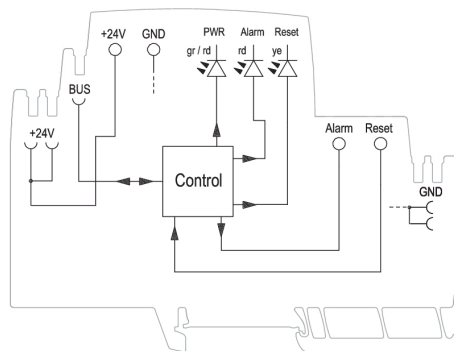 PWR Alarm Reset
+24V GND
gr / rd rd ye
BUS
+24V
Alarm Reset
Control
GND